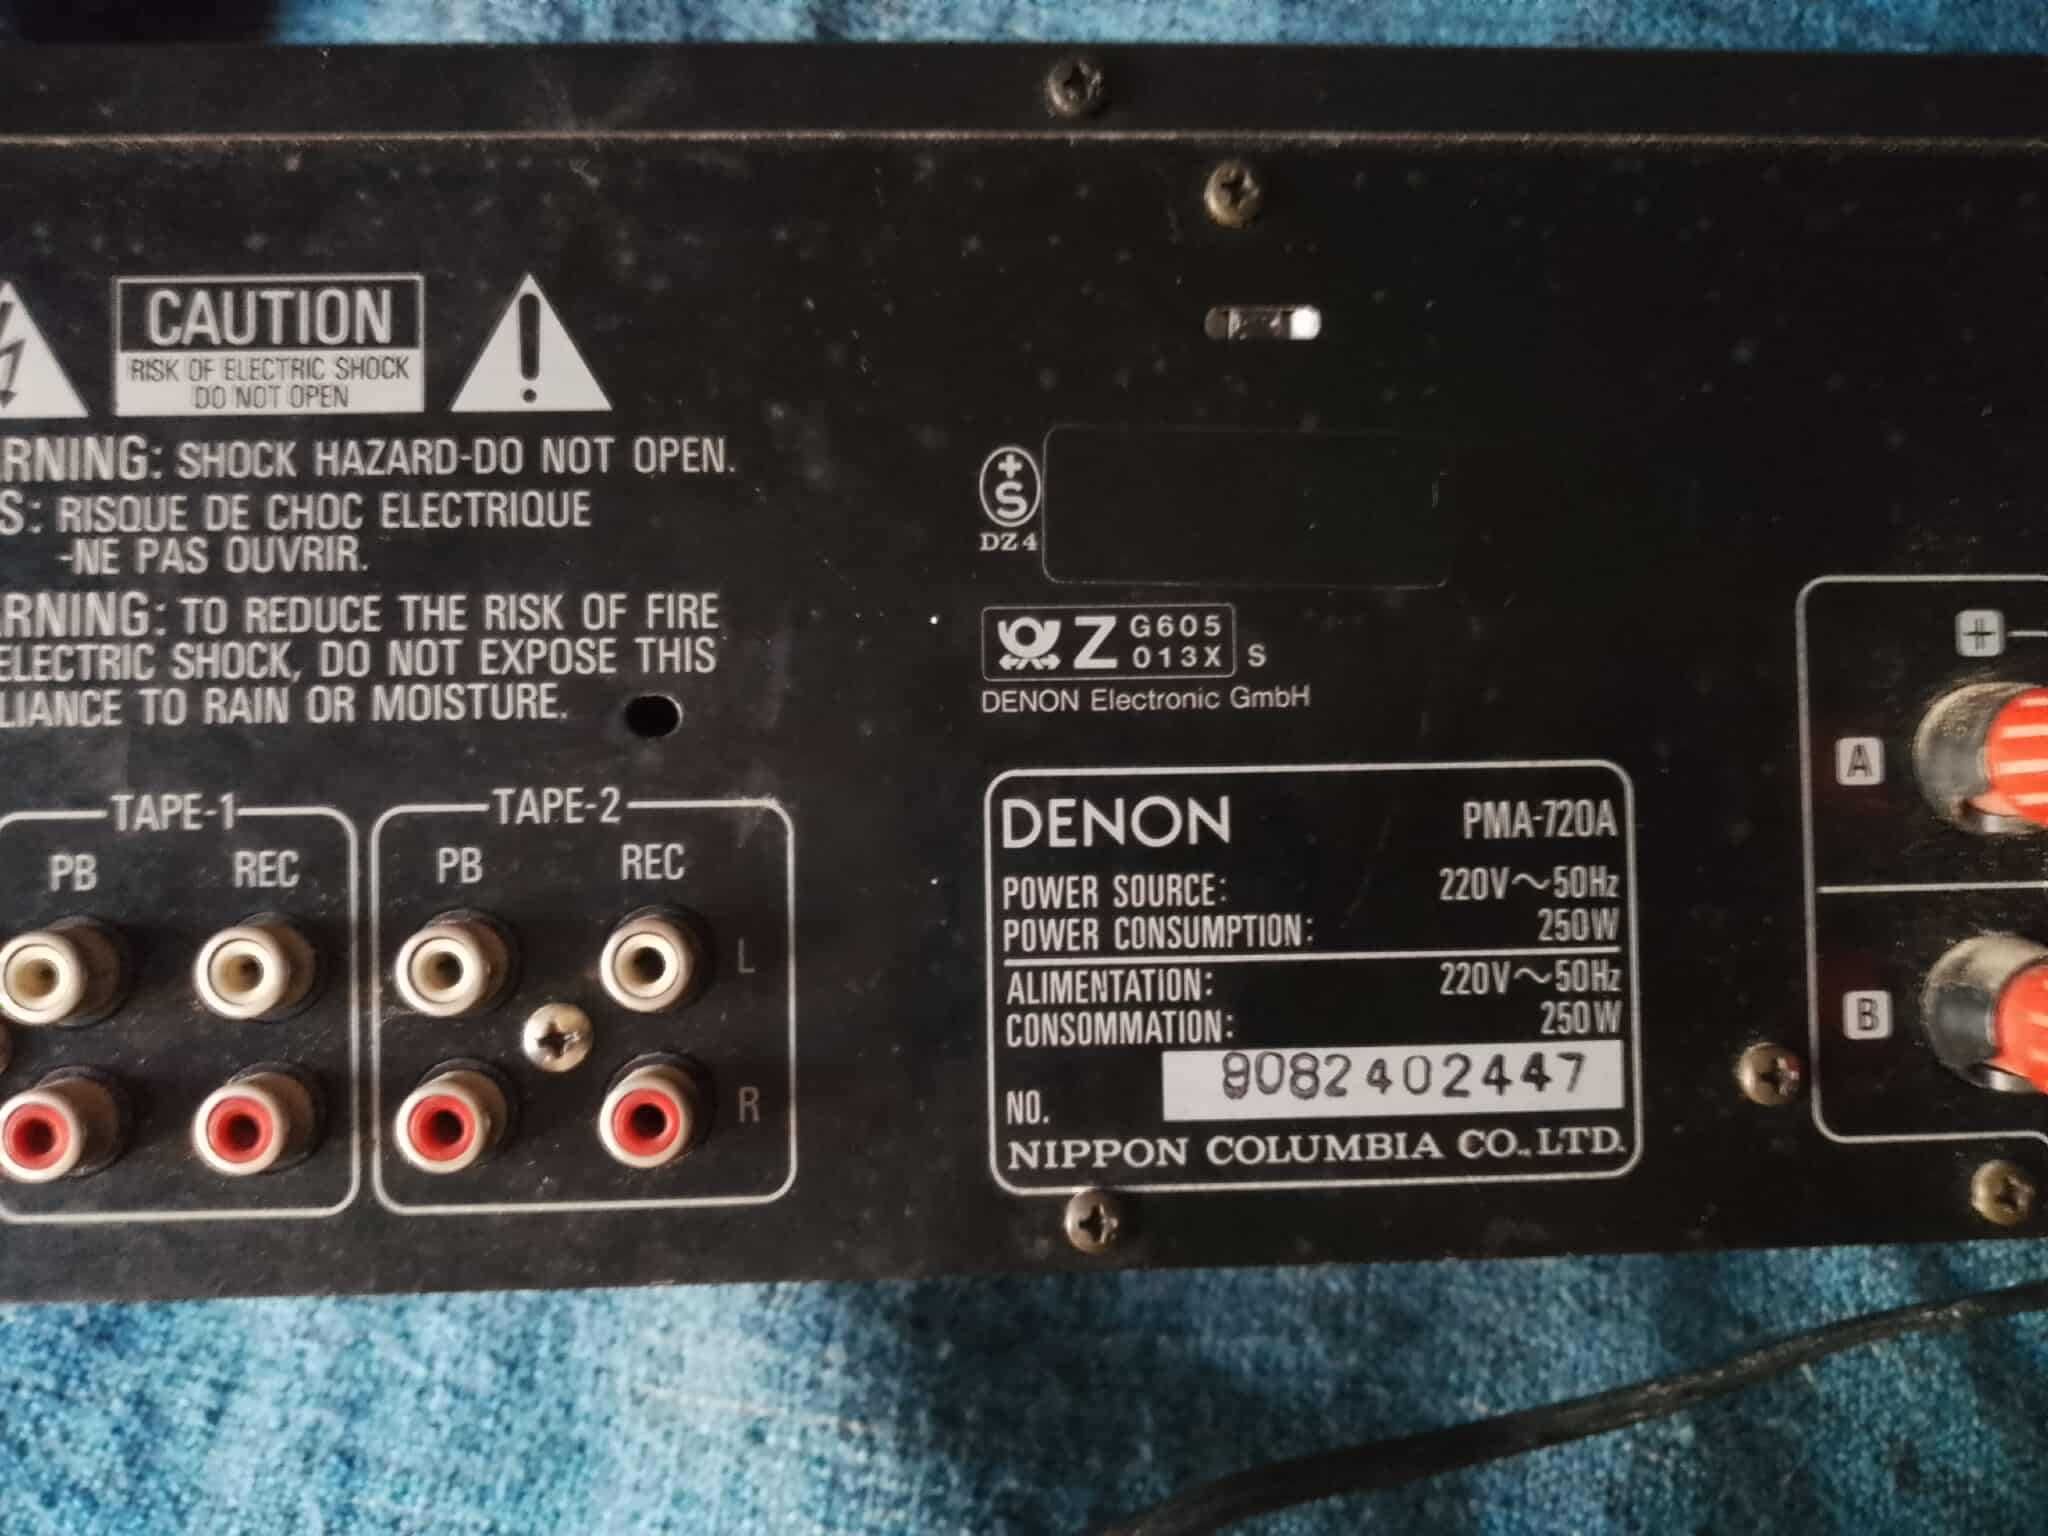 CAUTION
RISK OF ELECTRIC SHOCK
DO NOT OPEN
RNING: SHOCK HAZARD-DO NOT OPEN.
S: RISQUE DE CHOC ELECTRIQUE
-NE PAS OUVRIR.
RNING: TO REDUCE THE RISK OF FIRE
ELECTRIC SHOCK, DO NOT EXPOSE THIS
LIANCE TO RAIN OR MOISTURE.
TAPE-1
PB REC
TAPE-2
PB REC
L
R
+
S
DZ4
Z G605
013X S
DENON Electronic GmbH
DENON PMA-720A
POWER SOURCE: 220V~50Hz
POWER CONSUMPTION: 250W
ALIMENTATION: 220V~50Hz
CONSOMMATION: 250W
NO. 9082402447
NIPPON COLUMBIA CO., LTD.
+
A
B